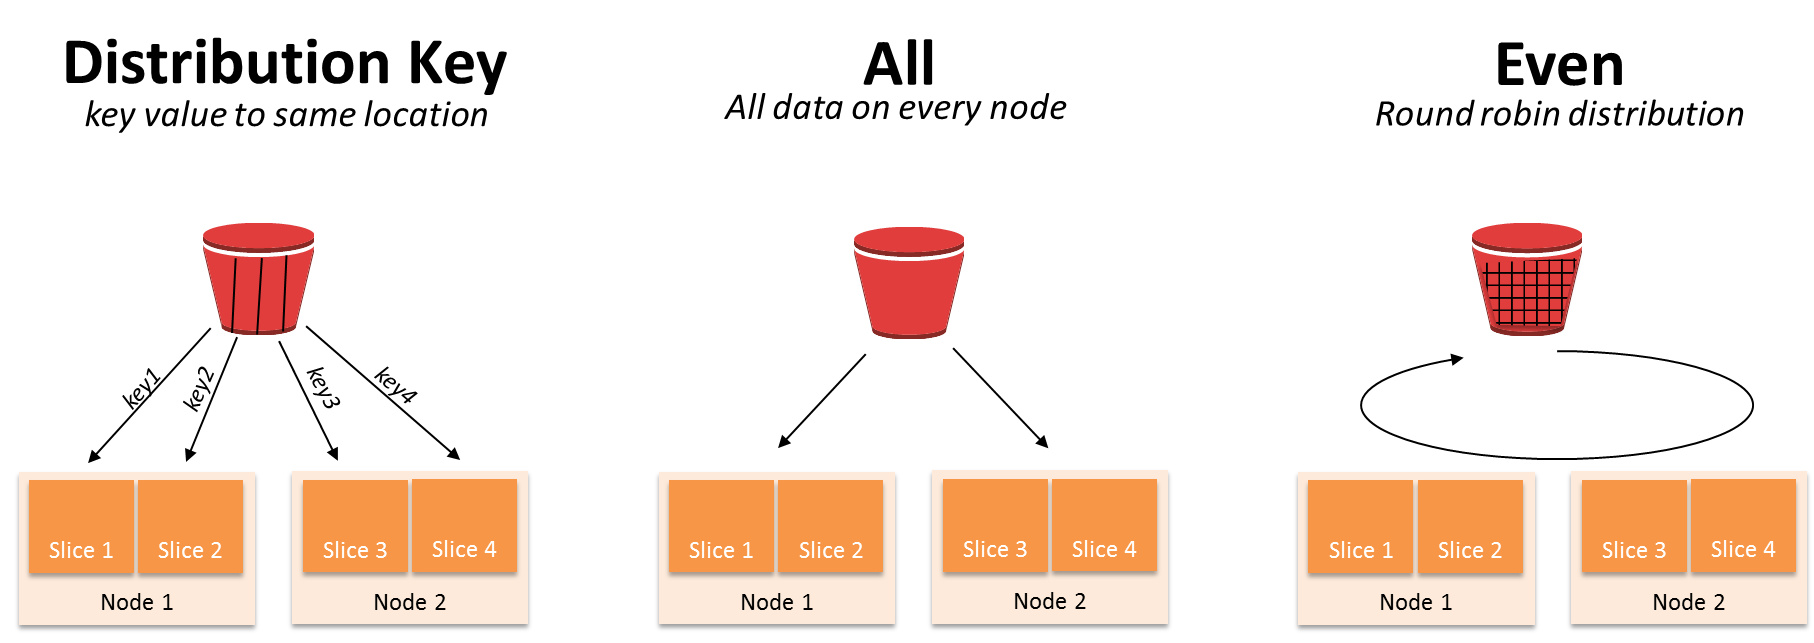 Distribution Key
key value to same location
key1
key2
key3
key4
Slice 1
Slice 2
Node 1
Slice 3
Slice 4
Node 2
All
All data on every node
Slice 1
Slice 2
Node 1
Slice 3
Slice 4
Node 2
Even
Round robin distribution
Slice 1
Slice 2
Node 1
Slice 3
Slice 4
Node 2